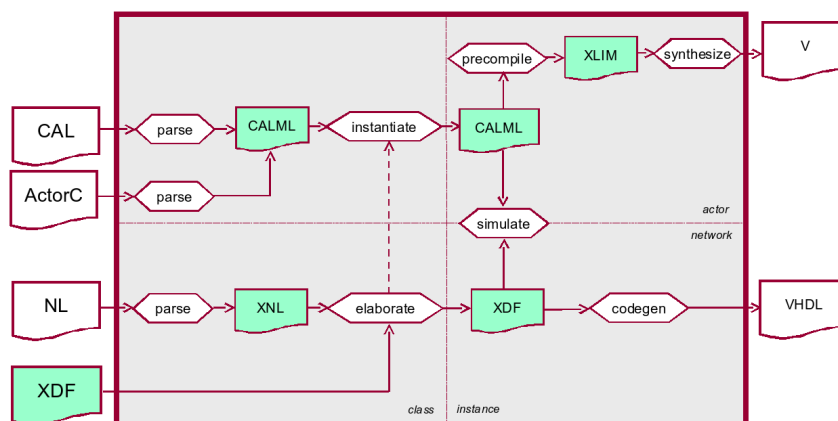 V
precompile
XLIM
synthesize
CAL
parse
CALML
instantiate
CALML
ActorC
parse
actor
simulate
network
NL
parse
XNL
elaborate
XDF
codegen
VHDL
XDF
class
instance